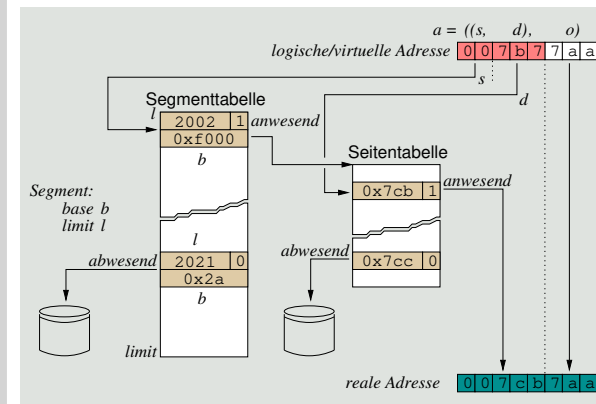 a = ((s, d), o)
logische/virtuelle Adresse 0 0 7 b 7 7 a a
s
d
Segmenttabelle
l 2002 1 anwesend
0xf000
b
Seitentabelle
0x7cb 1 anwesend
Segment:
base b
limit l
l
abwesend 2021 0
0x2a
b
abwesend 0x7cc 0
limit
reale Adresse 0 0 7 c b 7 a a